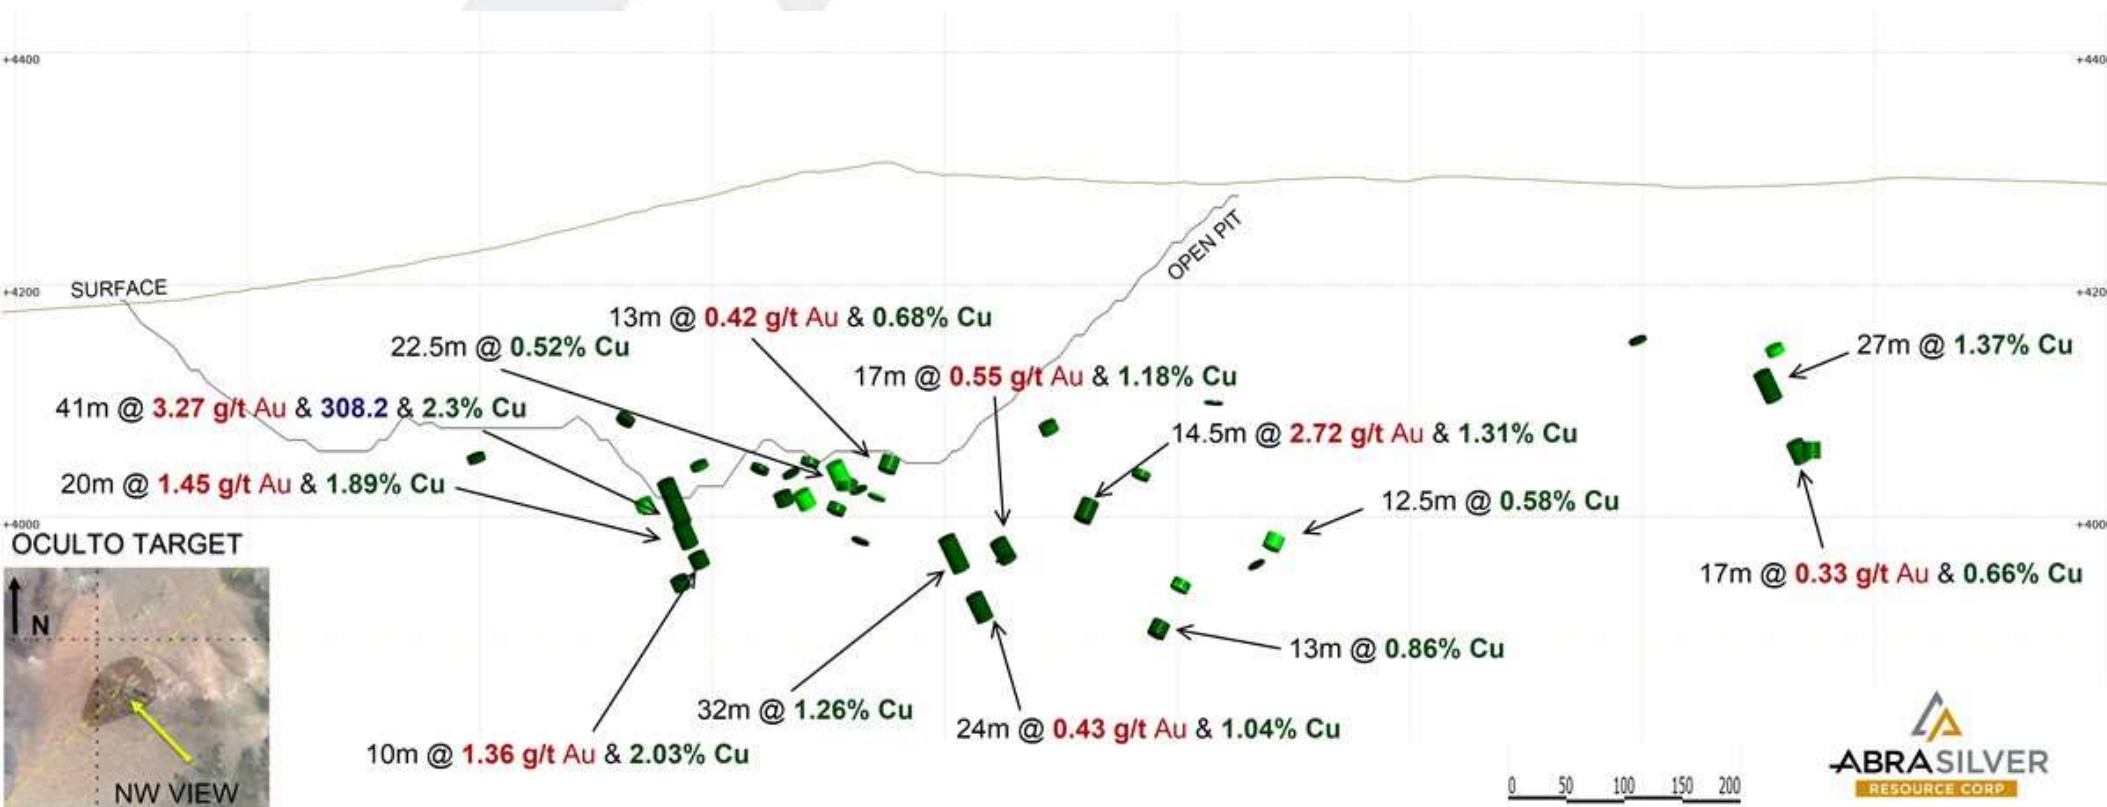 +4400
+440
+4200
+420
SURFACE
OPEN PIT
13m @ 0.42 g/t Au & 0.68% Cu
22.5m @ 0.52% Cu
27m @ 1.37% Cu
17m @ 0.55 g/t Au & 1.18% Cu
41m @ 3.27 g/t Au & 308.2 & 2.3% Cu
14.5m @ 2.72 g/t Au & 1.31% Cu
20m @ 1.45 g/t Au & 1.89% Cu
12.5m @ 0.58% Cu
+4000
+400
OCULTO TARGET
17m @ 0.33 g/t Au & 0.66% Cu
N
13m @ 0.86% Cu
32m @ 1.26% Cu
24m @ 0.43 g/t Au & 1.04% Cu
10m @ 1.36 g/t Au & 2.03% Cu
NW VIEW
0 50 100 150 200
ABRASILVER
RESOURCE CORP